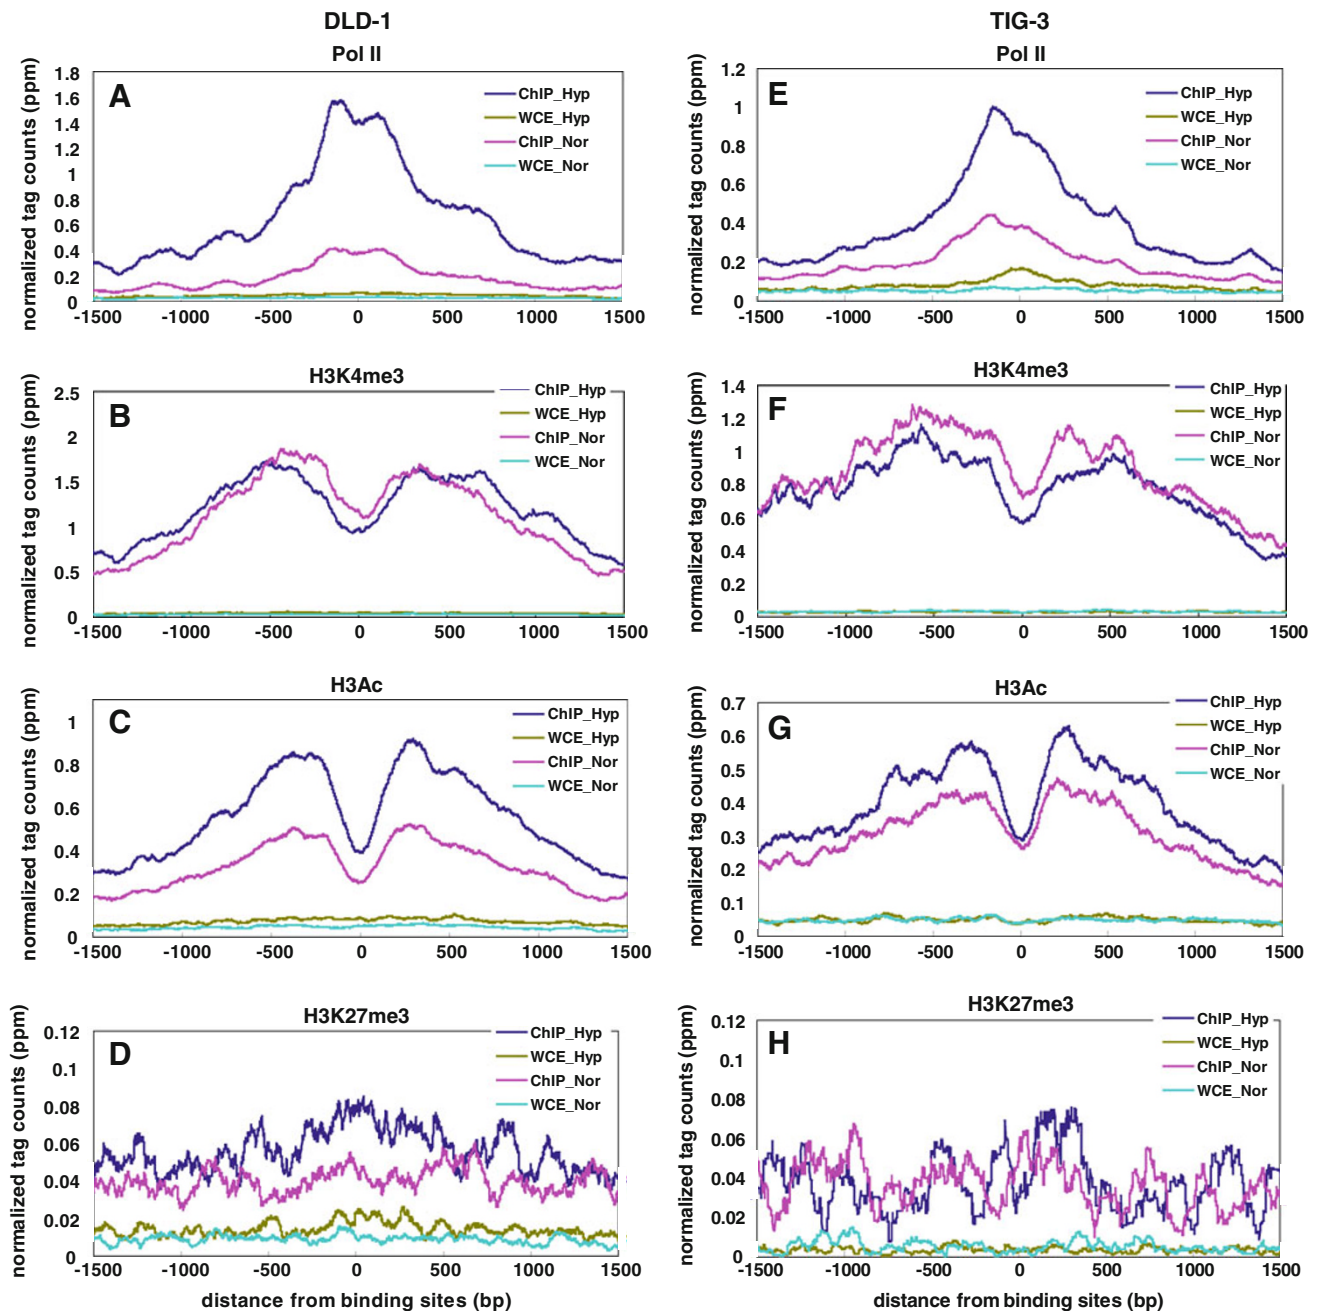 DLD-1
Pol II
A
normalized tag counts (ppm)
1.8
1.6
1.4
1.2
1
0.8
0.6
0.4
0.2
0
-1500 -1000 -500 0 500 1000 1500
ChIP_Hyp
WCE_Hyp
ChIP_Nor
WCE_Nor
TIG-3
Pol II
E
normalized tag counts (ppm)
1.2
1
0.8
0.6
0.4
0.2
0
-1500 -1000 -500 0 500 1000 1500
ChIP_Hyp
WCE_Hyp
ChIP_Nor
WCE_Nor
H3K4me3
B
normalized tag counts (ppm)
2.5
2
1.5
1
0.5
0
-1500 -1000 -500 0 500 1000 1500
ChIP_Hyp
WCE_Hyp
ChIP_Nor
WCE_Nor
H3K4me3
F
normalized tag counts (ppm)
1.4
1.2
1
0.8
0.6
0.4
0.2
0
-1500 -1000 -500 0 500 1000 1500
ChIP_Hyp
WCE_Hyp
ChIP_Nor
WCE_Nor
H3Ac
C
normalized tag counts (ppm)
1
0.8
0.6
0.4
0.2
0
-1500 -1000 -500 0 500 1000 1500
ChIP_Hyp
WCE_Hyp
ChIP_Nor
WCE_Nor
H3Ac
G
normalized tag counts (ppm)
0.7
0.6
0.5
0.4
0.3
0.2
0.1
0
-1500 -1000 -500 0 500 1000 1500
ChIP_Hyp
WCE_Hyp
ChIP_Nor
WCE_Nor
H3K27me3
D
normalized tag counts (ppm)
0.12
0.1
0.08
0.06
0.04
0.02
0
-1500 -1000 -500 0 500 1000 1500
ChIP_Hyp
WCE_Hyp
ChIP_Nor
WCE_Nor
distance from binding sites (bp)
H3K27me3
H
normalized tag counts (ppm)
0.12
0.1
0.08
0.06
0.04
0.02
0
-1500 -1000 -500 0 500 1000 1500
ChIP_Hyp
WCE_Hyp
ChIP_Nor
WCE_Nor
distance from binding sites (bp)